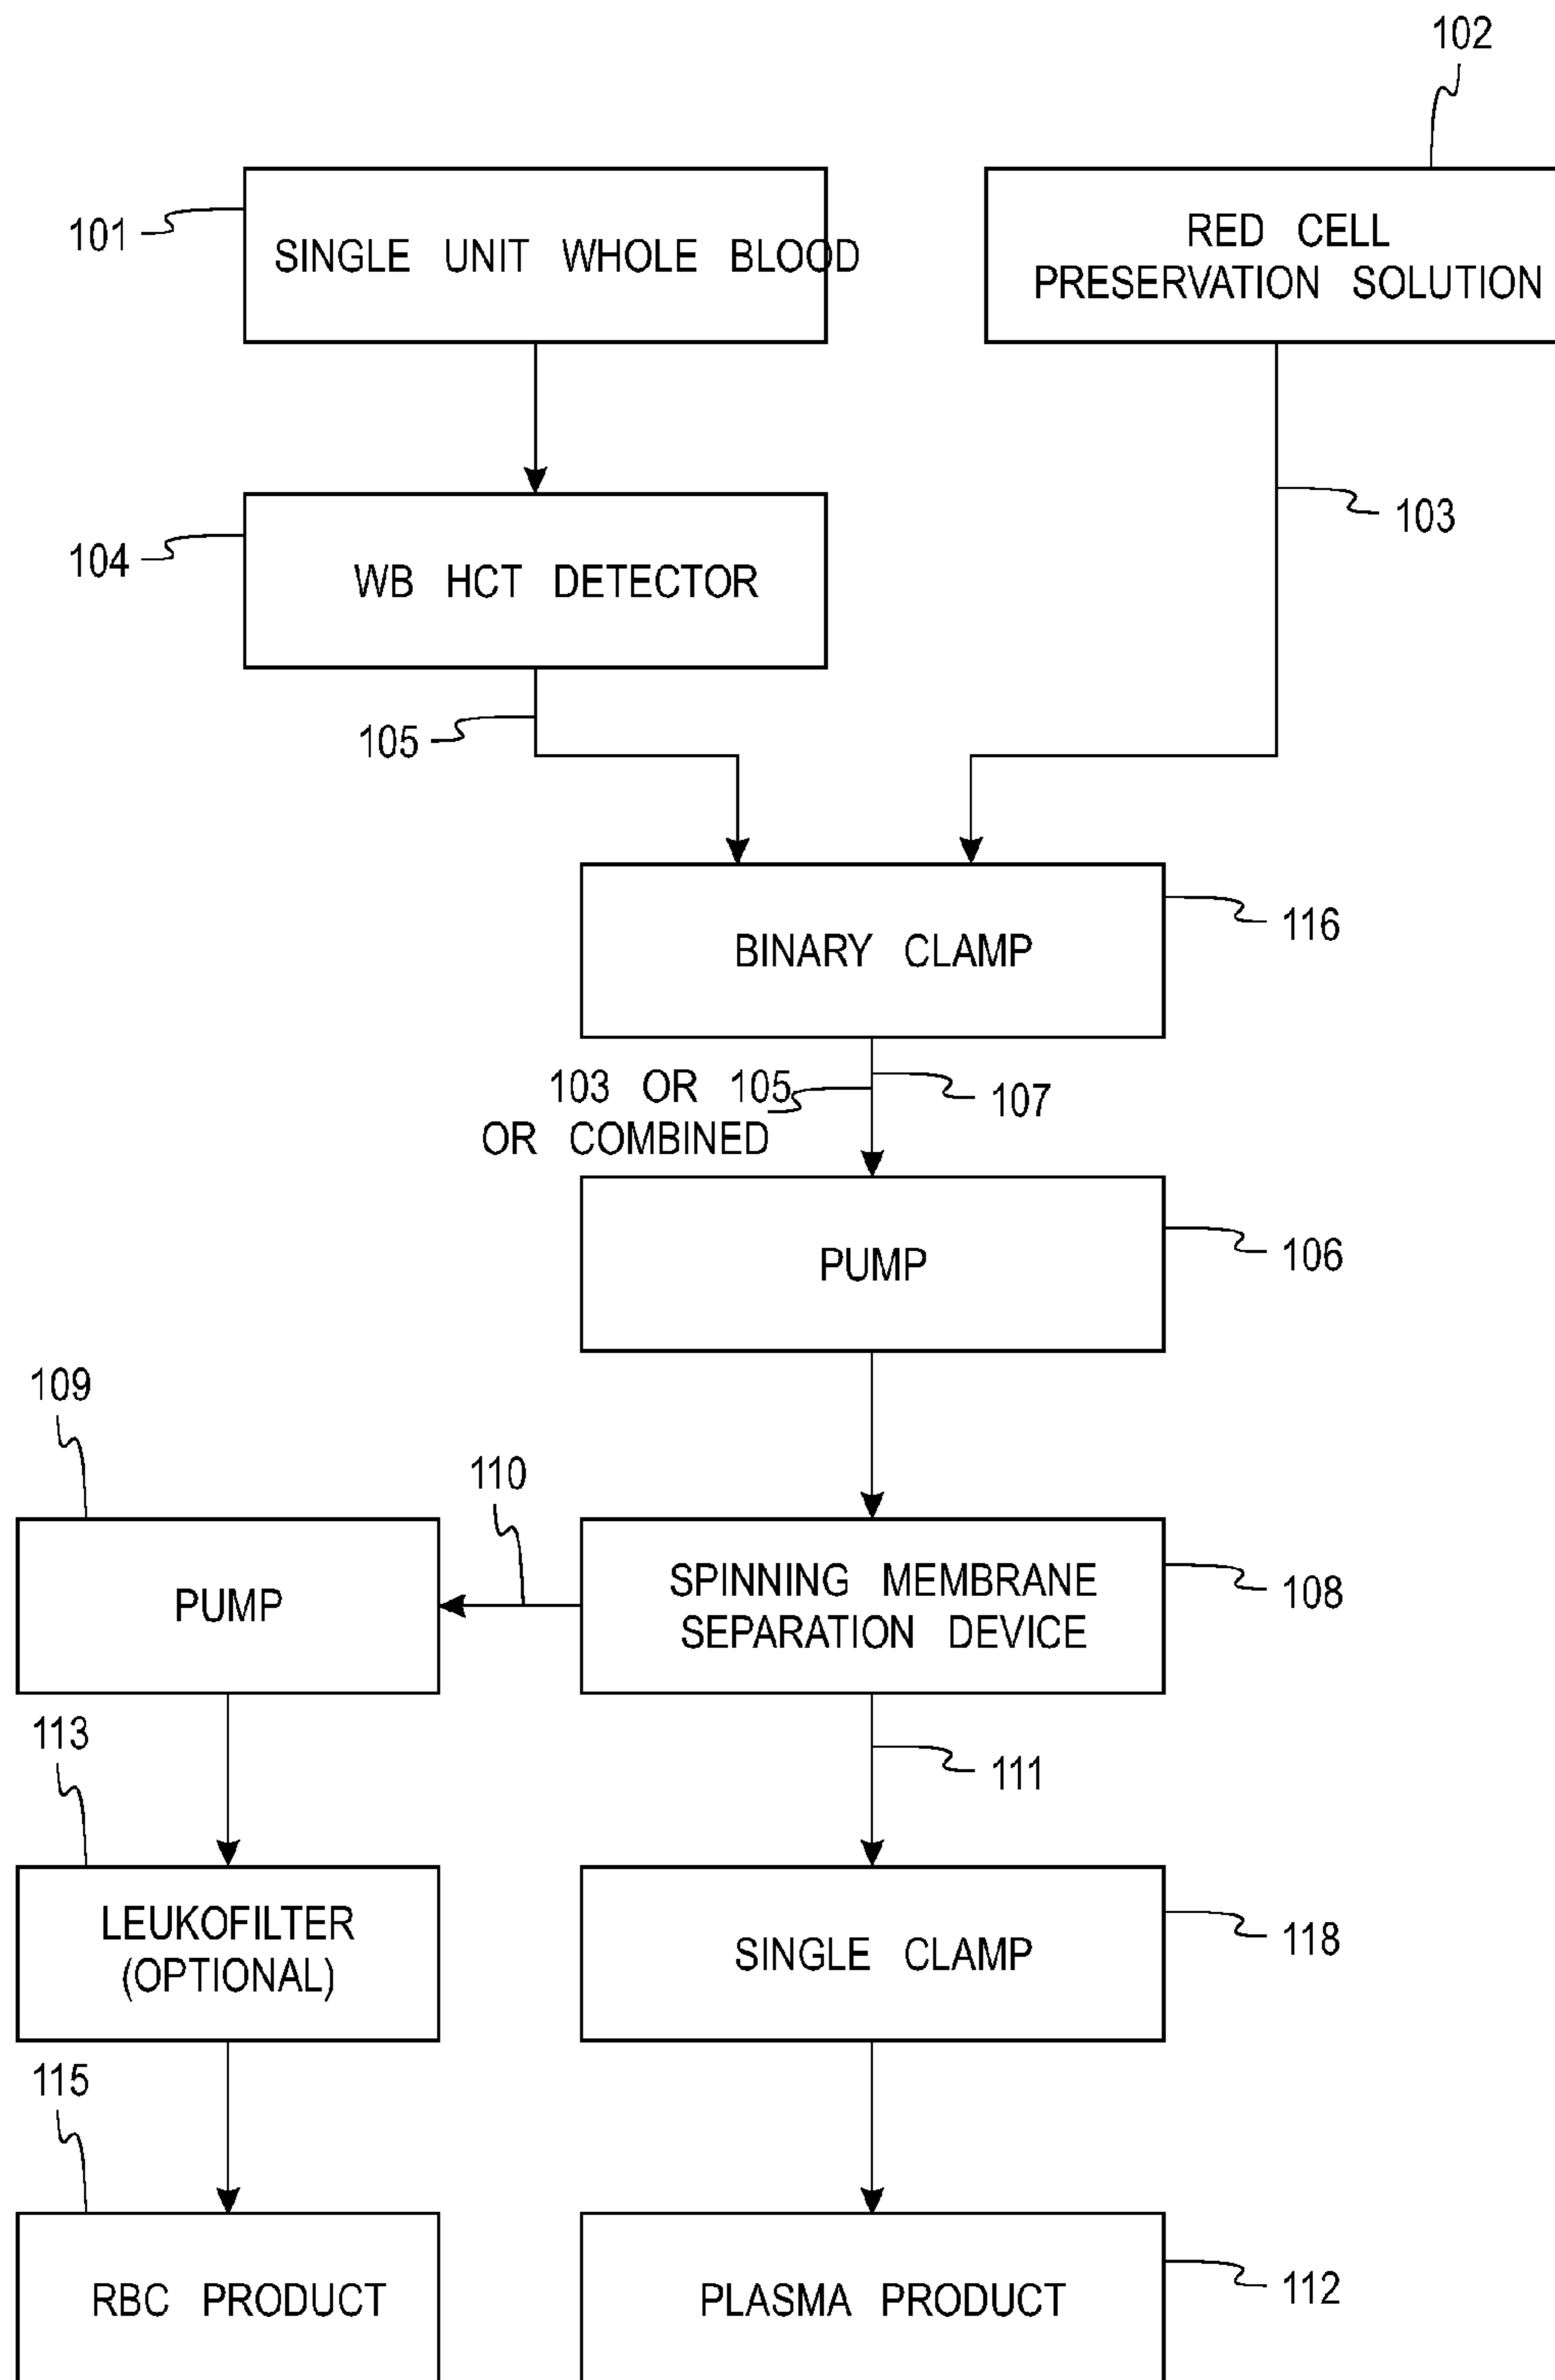 102
101
SINGLE UNIT WHOLE BLOOD
RED CELL
PRESERVATION SOLUTION
103
104
WB HCT DETECTOR
105
BINARY CLAMP
116
103 OR 105
OR COMBINED
107
PUMP
106
109
110
PUMP
SPINNING MEMBRANE
SEPARATION DEVICE
108
113
111
LEUKOFILTER
(OPTIONAL)
SINGLE CLAMP
118
115
RBC PRODUCT
PLASMA PRODUCT
112